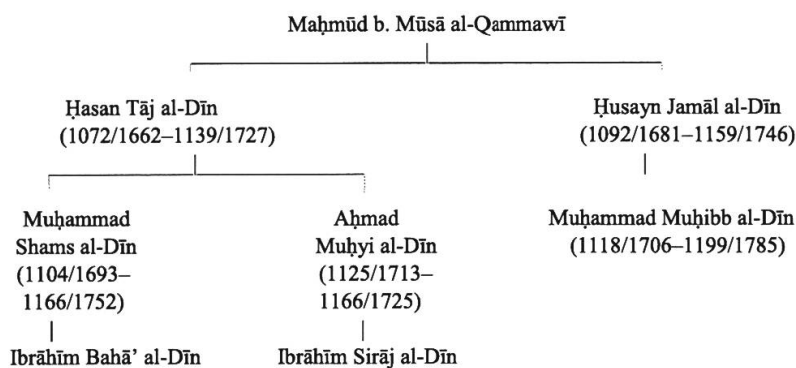 Maḥmūd b. Mūsā al-Qammawī
Ḥasan Tāj al-Dīn
(1072/1662–1139/1727)
Ḥusayn Jamāl al-Dīn
(1092/1681–1159/1746)
Muḥammad
Shams al-Dīn
(1104/1693–
1166/1752)
Aḥmad
Muḥyi al-Dīn
(1125/1713–
1166/1725)
Muḥammad Muḥibb al-Dīn
(1118/1706–1199/1785)
Ibrāhīm Bahā’ al-Dīn
Ibrāhīm Sirāj al-Dīn